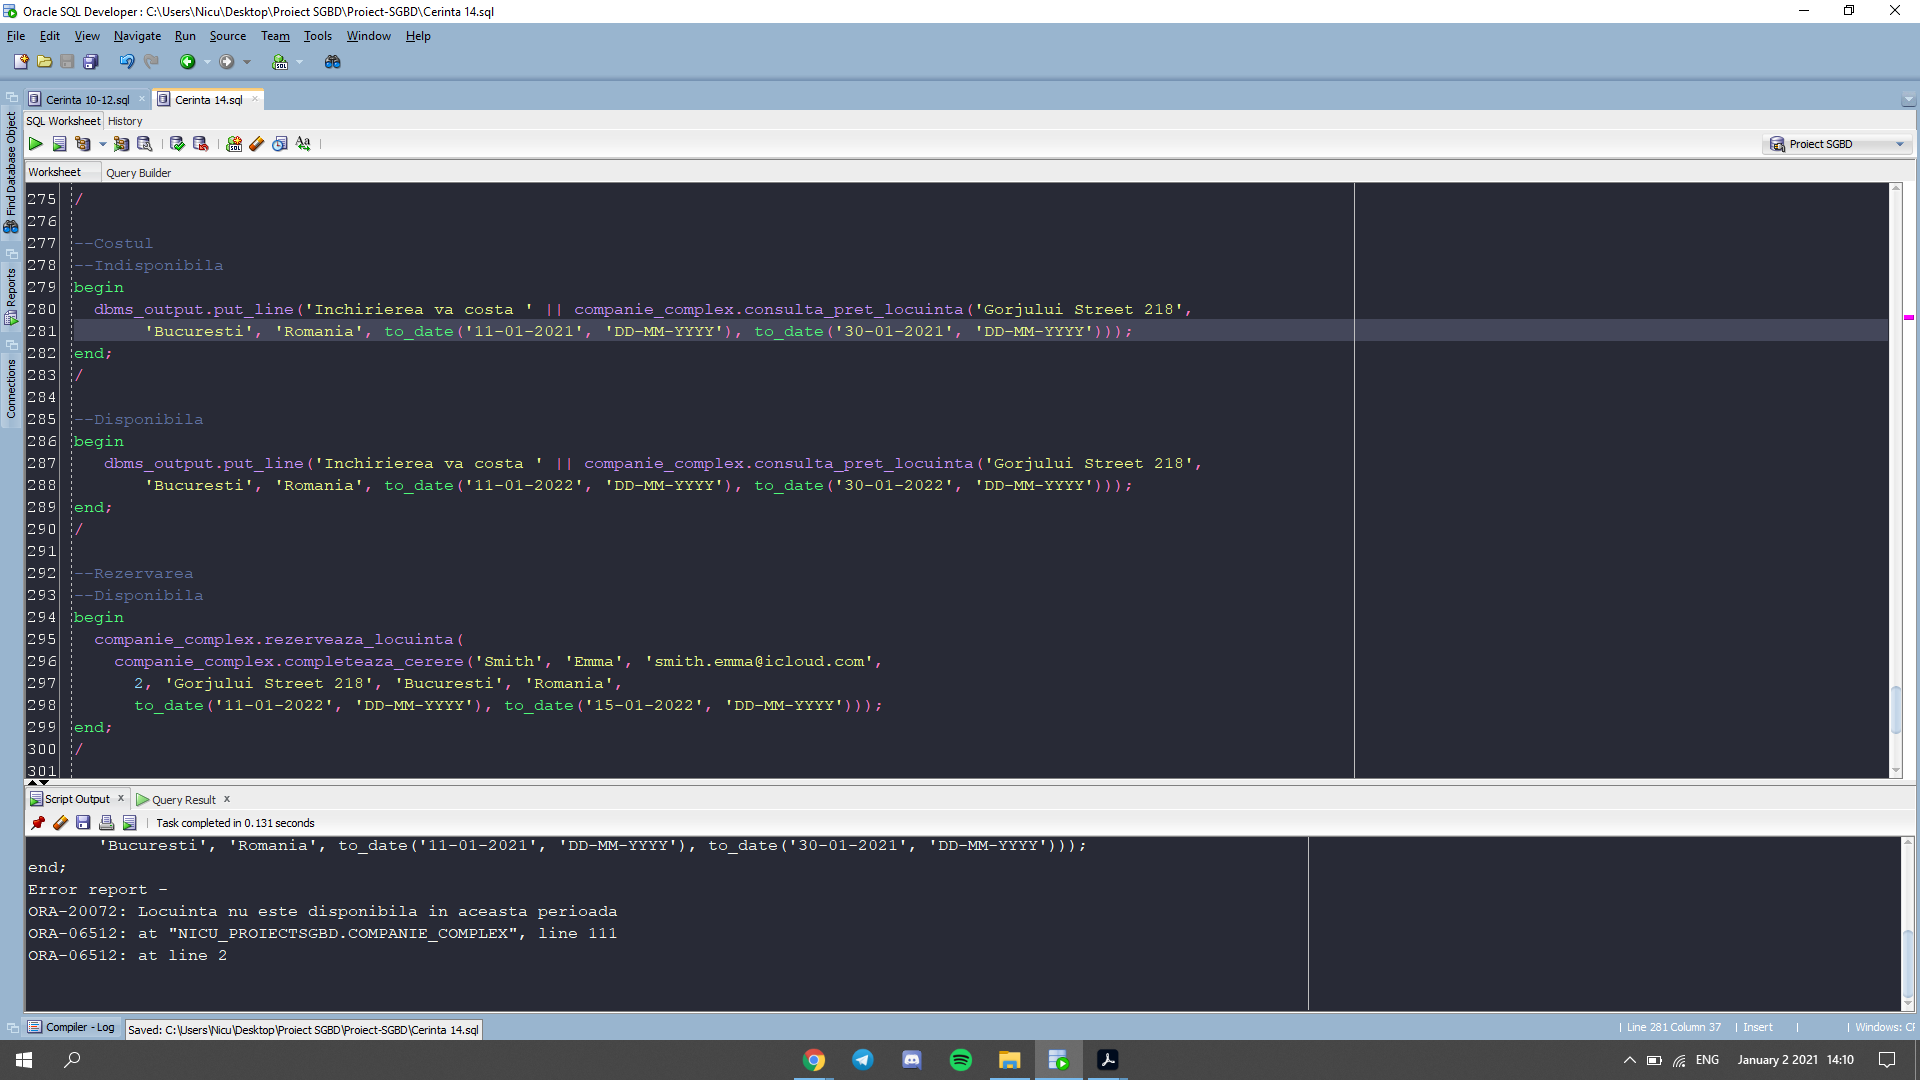 Oracle SQL Developer : C:\Users\Nicu\Desktop\Proiect SGBD\Proiect-SGBD\Cerinta 14.sql
File Edit View Navigate Run Source Team Tools Window Help
Cerinta 10-12.sql Cerinta 14.sql
SQL Worksheet History
Proiect SGBD
Worksheet Query Builder
Find Database Object
Reports
Connections
275 /
276
277 --Costul
278 --Indisponibila
279 begin
280 dbms_output.put_line('Inchirierea va costa ' || companie_complex.consulta_pret_locuinta('Gorjului Street 218',
281 'Bucuresti', 'Romania', to_date('11-01-2021', 'DD-MM-YYYY'), to_date('30-01-2021', 'DD-MM-YYYY')));
282 end;
283 /
284
285 --Disponibila
286 begin
287 dbms_output.put_line('Inchirierea va costa ' || companie_complex.consulta_pret_locuinta('Gorjului Street 218',
288 'Bucuresti', 'Romania', to_date('11-01-2022', 'DD-MM-YYYY'), to_date('30-01-2022', 'DD-MM-YYYY')));
289 end;
290 /
291
292 --Rezervarea
293 --Disponibila
294 begin
295 companie_complex.rezerveaza_locuinta(
296 companie_complex.completeaza_cerere('Smith', 'Emma', 'smith.emma@icloud.com',
297 2, 'Gorjului Street 218', 'Bucuresti', 'Romania',
298 to_date('11-01-2022', 'DD-MM-YYYY'), to_date('15-01-2022', 'DD-MM-YYYY')));
299 end;
300 /
301
Script Output x Query Result x
Task completed in 0.131 seconds
'Bucuresti', 'Romania', to_date('11-01-2021', 'DD-MM-YYYY'), to_date('30-01-2021', 'DD-MM-YYYY')));
end;
Error report -
ORA-20072: Locuinta nu este disponibila in aceasta perioada
ORA-06512: at "NICU_PROIECTSGBD.COMPANIE_COMPLEX", line 111
ORA-06512: at line 2
Compiler - Log Saved: C:\Users\Nicu\Desktop\Proiect SGBD\Proiect-SGBD\Cerinta 14.sql
Line 281 Column 37 Insert Windows: CF
ENG January 2 2021 14:10